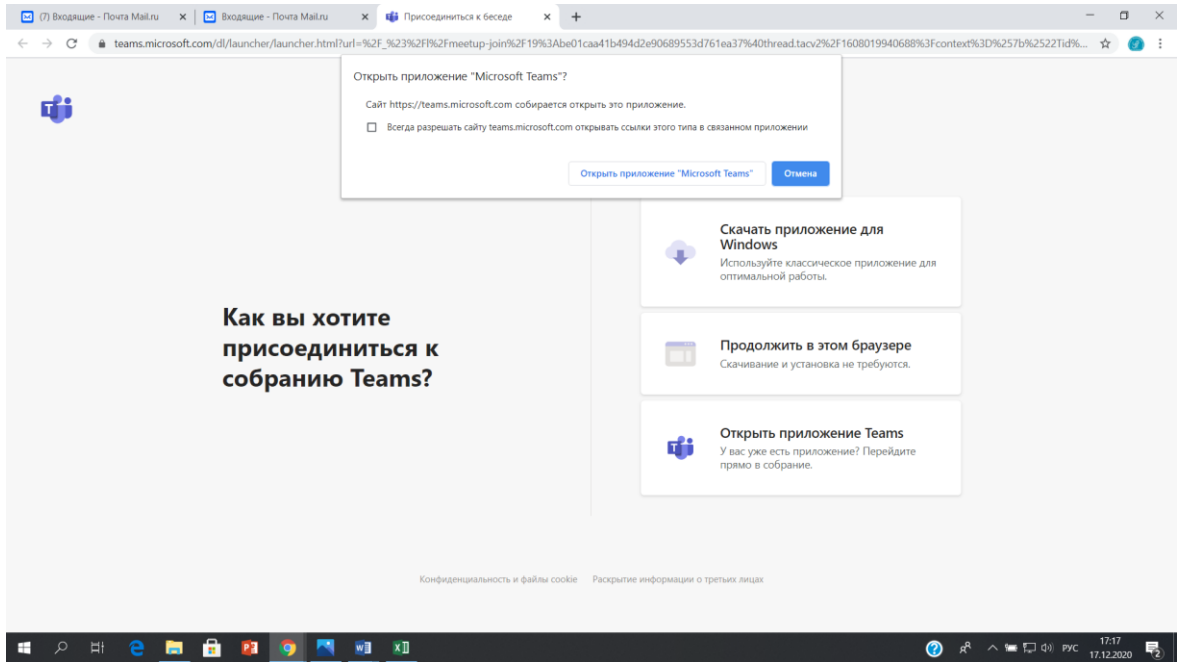 (7) Входящие - Почта Mail.ru
Входящие - Почта Mail.ru
Присоединиться к беседе
teams.microsoft.com/dl/launcher/launcher.html?url=%2F_%23%2Fl%2Fmeetup-join%2F19%3Abe01caa41b494d2e90689553d761ea37%40thread.tacv2%2F1608019940688%3Fcontext%3D%257b%2522Tid%...
Открыть приложение "Microsoft Teams"?
Сайт https://teams.microsoft.com собирается открыть это приложение.
Всегда разрешать сайту teams.microsoft.com открывать ссылки этого типа в связанном приложении
Открыть приложение "Microsoft Teams"
Отмена
Как вы хотите
присоединиться к
собранию Teams?
Скачать приложение для
Windows
Используйте классическое приложение для
оптимальной работы.
Продолжить в этом браузере
Скачивание и установка не требуются.
Открыть приложение Teams
У вас уже есть приложение? Перейдите
прямо в собрание.
Конфиденциальность и файлы cookie
Раскрытие информации о третьих лицах
РУС
17:17
17.12.2020
2